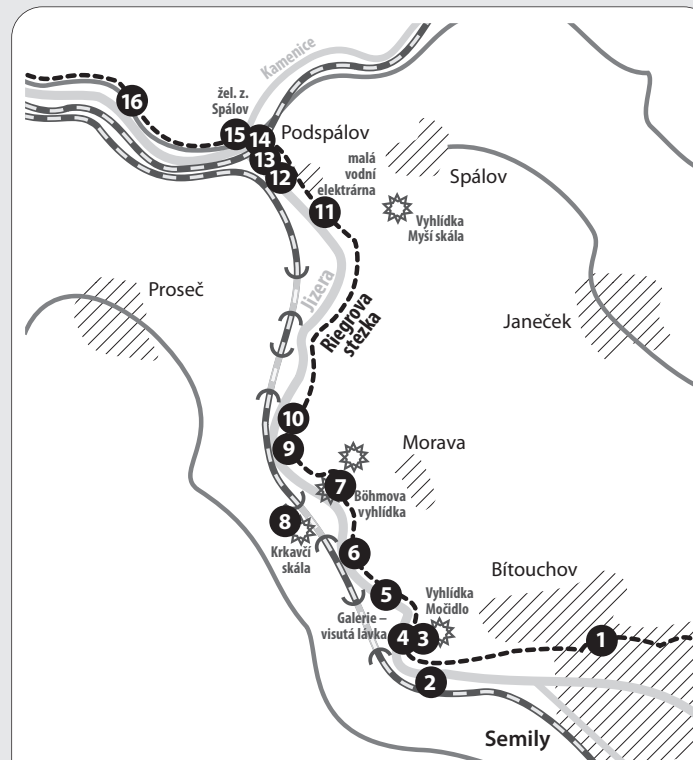 Kamenice
16
žel. z.
Spálov
15
14
Podspálov
13
12
malá
vodní
elektrárna
Spálov
11
Vyhlídka
Myší skála
Proseč
Jizera
Riegrova
stezka
Janeček
10
9
Morava
7
Böhmova
vyhlídka
8
Krkavčí
skála
6
Bítouchov
5
Vyhlídka
Močidlo
Galerie –
visutá lávka
4
3
1
2
Semily